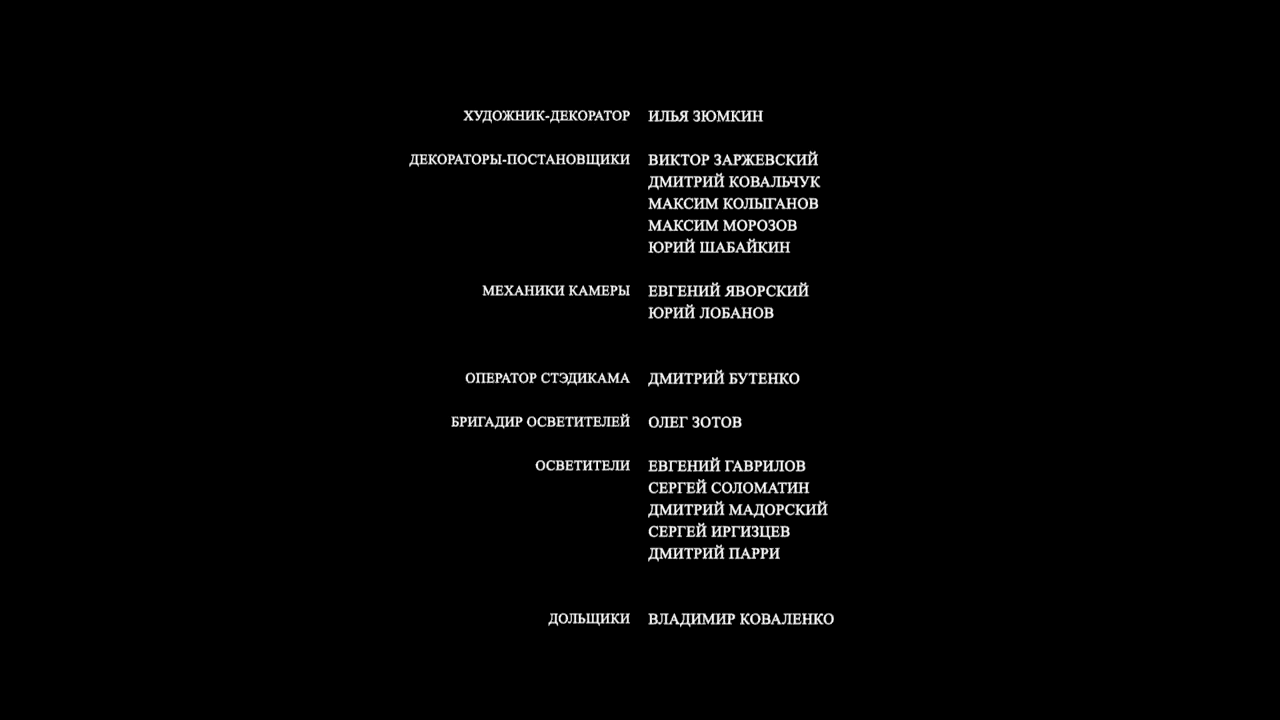 ХУДОЖНИК-ДЕКОРАТОР ИЛЬЯ ЗЮМКИН
ДЕКОРАТОРЫ-ПОСТАНОВЩИКИ ВИКТОР ЗАРЖЕВСКИЙ
ДМИТРИЙ КОВАЛЬЧУК
МАКСИМ КОЛЫГАНОВ
МАКСИМ МОРОЗОВ
ЮРИЙ ШАБАЙКИН
МЕХАНИКИ КАМЕРЫ ЕВГЕНИЙ ЯВОРСКИЙ
ЮРИЙ ЛОБАНОВ
ОПЕРАТОР СТЭДИКАМА ДМИТРИЙ БУТЕНКО
БРИГАДИР ОСВЕТИТЕЛЕЙ ОЛЕГ ЗОТОВ
ОСВЕТИТЕЛИ ЕВГЕНИЙ ГАВРИЛОВ
СЕРГЕЙ СОЛОМАТИН
ДМИТРИЙ МАДОРСКИЙ
СЕРГЕЙ ИРГИЗЦЕВ
ДМИТРИЙ ПАРРИ
ДОЛЬЩИКИ ВЛАДИМИР КОВАЛЕНКО